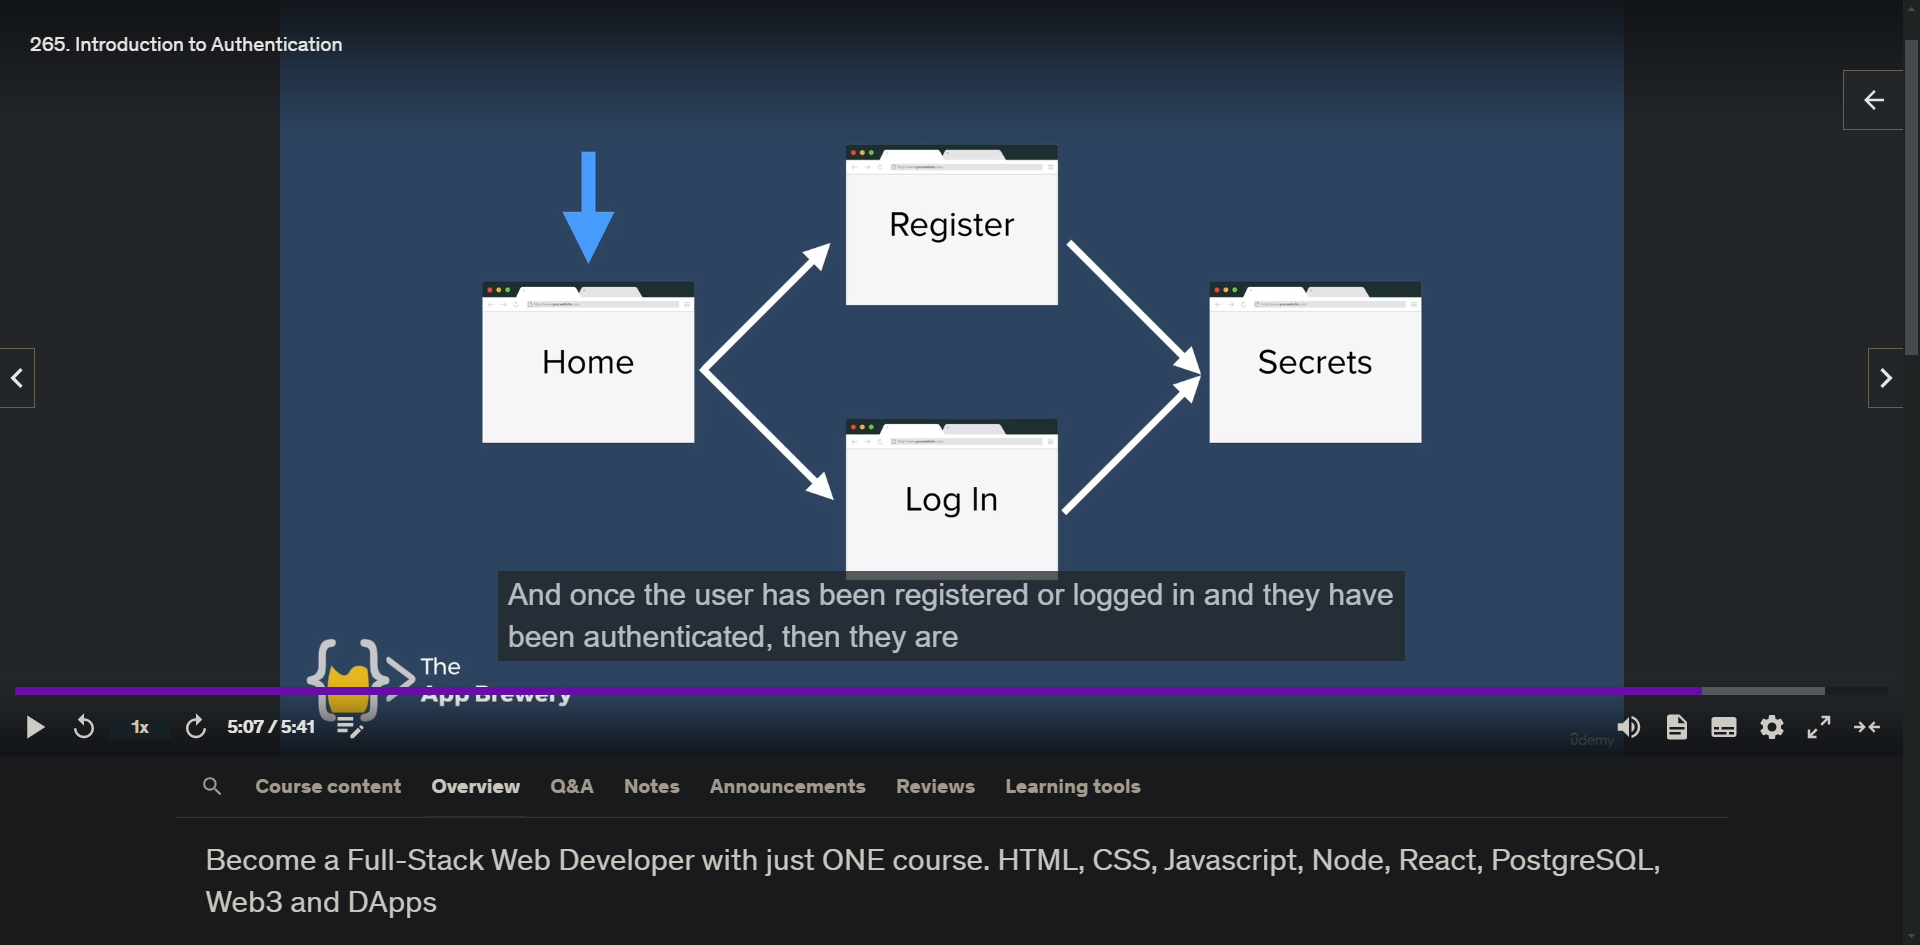 265. Introduction to Authentication
Register
Home
Secrets
Log In
And once the user has been registered or logged in and they have
been authenticated, then they are
The
App Brewery
1x
5:07 / 5:41
ûdemy
Course content
Overview
Q&A
Notes
Announcements
Reviews
Learning tools
Become a Full-Stack Web Developer with just ONE course. HTML, CSS, Javascript, Node, React, PostgreSQL,
Web3 and DApps